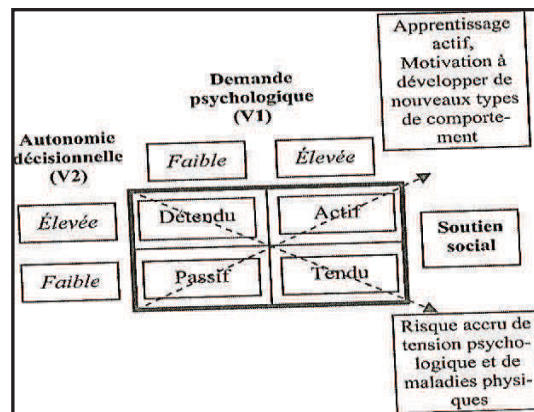 Apprentissage
actif,
Motivation à
développer de
nouveaux types
de comporte-
ment
Demande
psychologique
(V1)
Autonomie
décisionnelle
(V2)
Faible
Élevée
Élevée
Détendu
Actif
Soutien
social
Faible
Passif
Tendu
Risque accru de
tension psycho-
logique et de
maladies physi-
ques